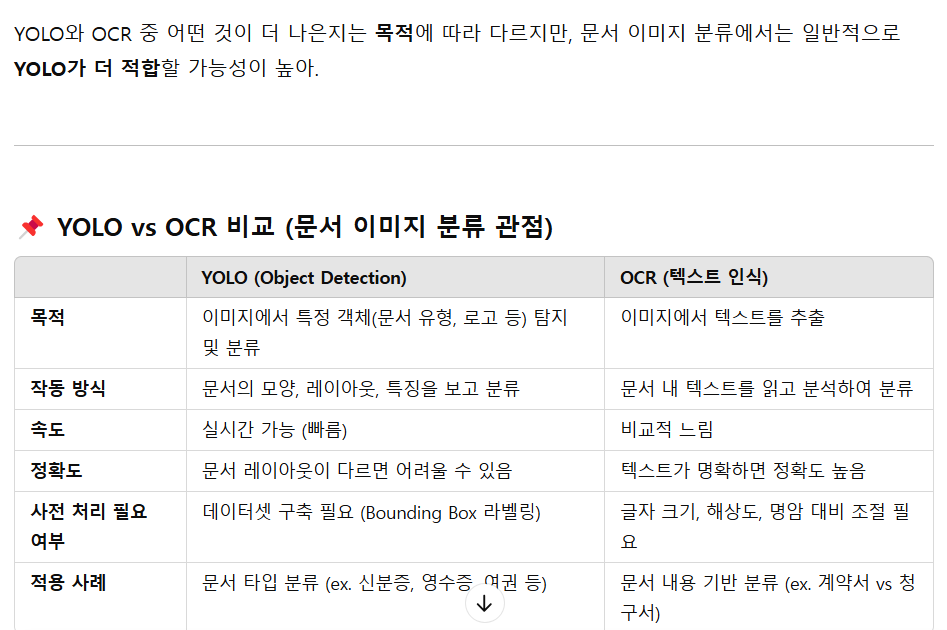 YOLO와 OCR 중 어떤 것이 더 나은지는 목적에 따라 다르지만, 문서 이미지 분류에서는 일반적으로
YOLO가 더 적합할 가능성이 높아.
📌 YOLO vs OCR 비교 (문서 이미지 분류 관점)
YOLO (Object Detection) OCR (텍스트 인식)
목적 이미지에서 특정 객체(문서 유형, 로고 등) 탐지 이미지에서 텍스트를 추출
및 분류
작동 방식 문서의 모양, 레이아웃, 특징을 보고 분류 문서 내 텍스트를 읽고 분석하여 분류
속도 실시간 가능 (빠름) 비교적 느림
정확도 문서 레이아웃이 다르면 어려울 수 있음 텍스트가 명확하면 정확도 높음
사전 처리 필요 데이터셋 구축 필요 (Bounding Box 라벨링) 글자 크기, 해상도, 명암 대비 조절 필
여부 요
적용 사례 문서 타입 분류 (ex. 신분증, 영수증, 여권 등) 문서 내용 기반 분류 (ex. 계약서 vs 청
구서)